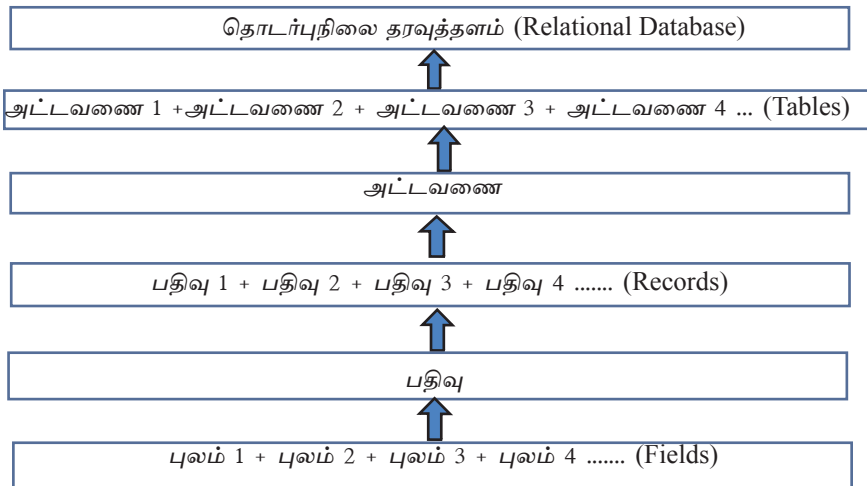 தொடர்புநிலை தரவுத்தளம் (Relational Database)
அட்டவணை 1 +அட்டவணை 2 + அட்டவணை 3 + அட்டவணை 4 ... (Tables)
அட்டவணை
பதிவு 1 + பதிவு 2 + பதிவு 3 + பதிவு 4 ....... (Records)
பதிவு
புலம் 1 + புலம் 2 + புலம் 3 + புலம் 4 ....... (Fields)